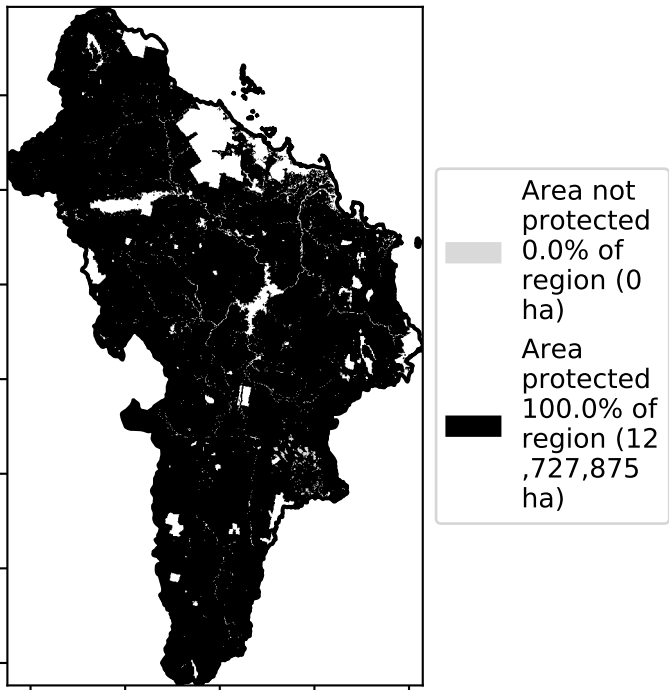 Area not
protected
0.0% of
region (0
ha)
Area
protected
100.0% of
region (12
,727,875
ha)